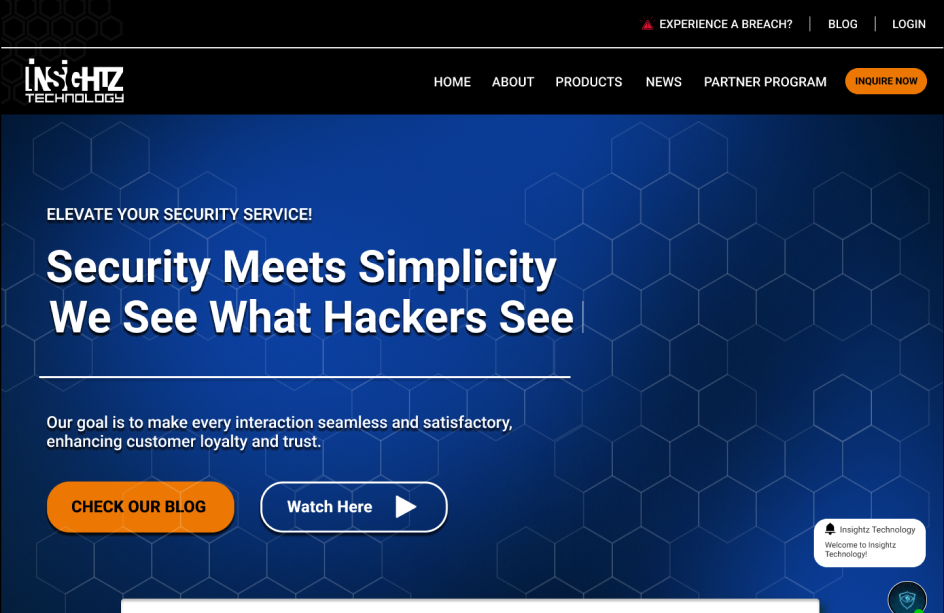 EXPERIENCE A BREACH?
BLOG
LOGIN
INSIGHTZ
TECHNOLOGY
HOME
ABOUT
PRODUCTS
NEWS
PARTNER PROGRAM
INQUIRE NOW
ELEVATE YOUR SECURITY SERVICE!
Security Meets Simplicity
We See What Hackers See
Our goal is to make every interaction seamless and satisfactory,
enhancing customer loyalty and trust.
CHECK OUR BLOG
Watch Here
Insightz Technology
Welcome to Insightz
Technology!